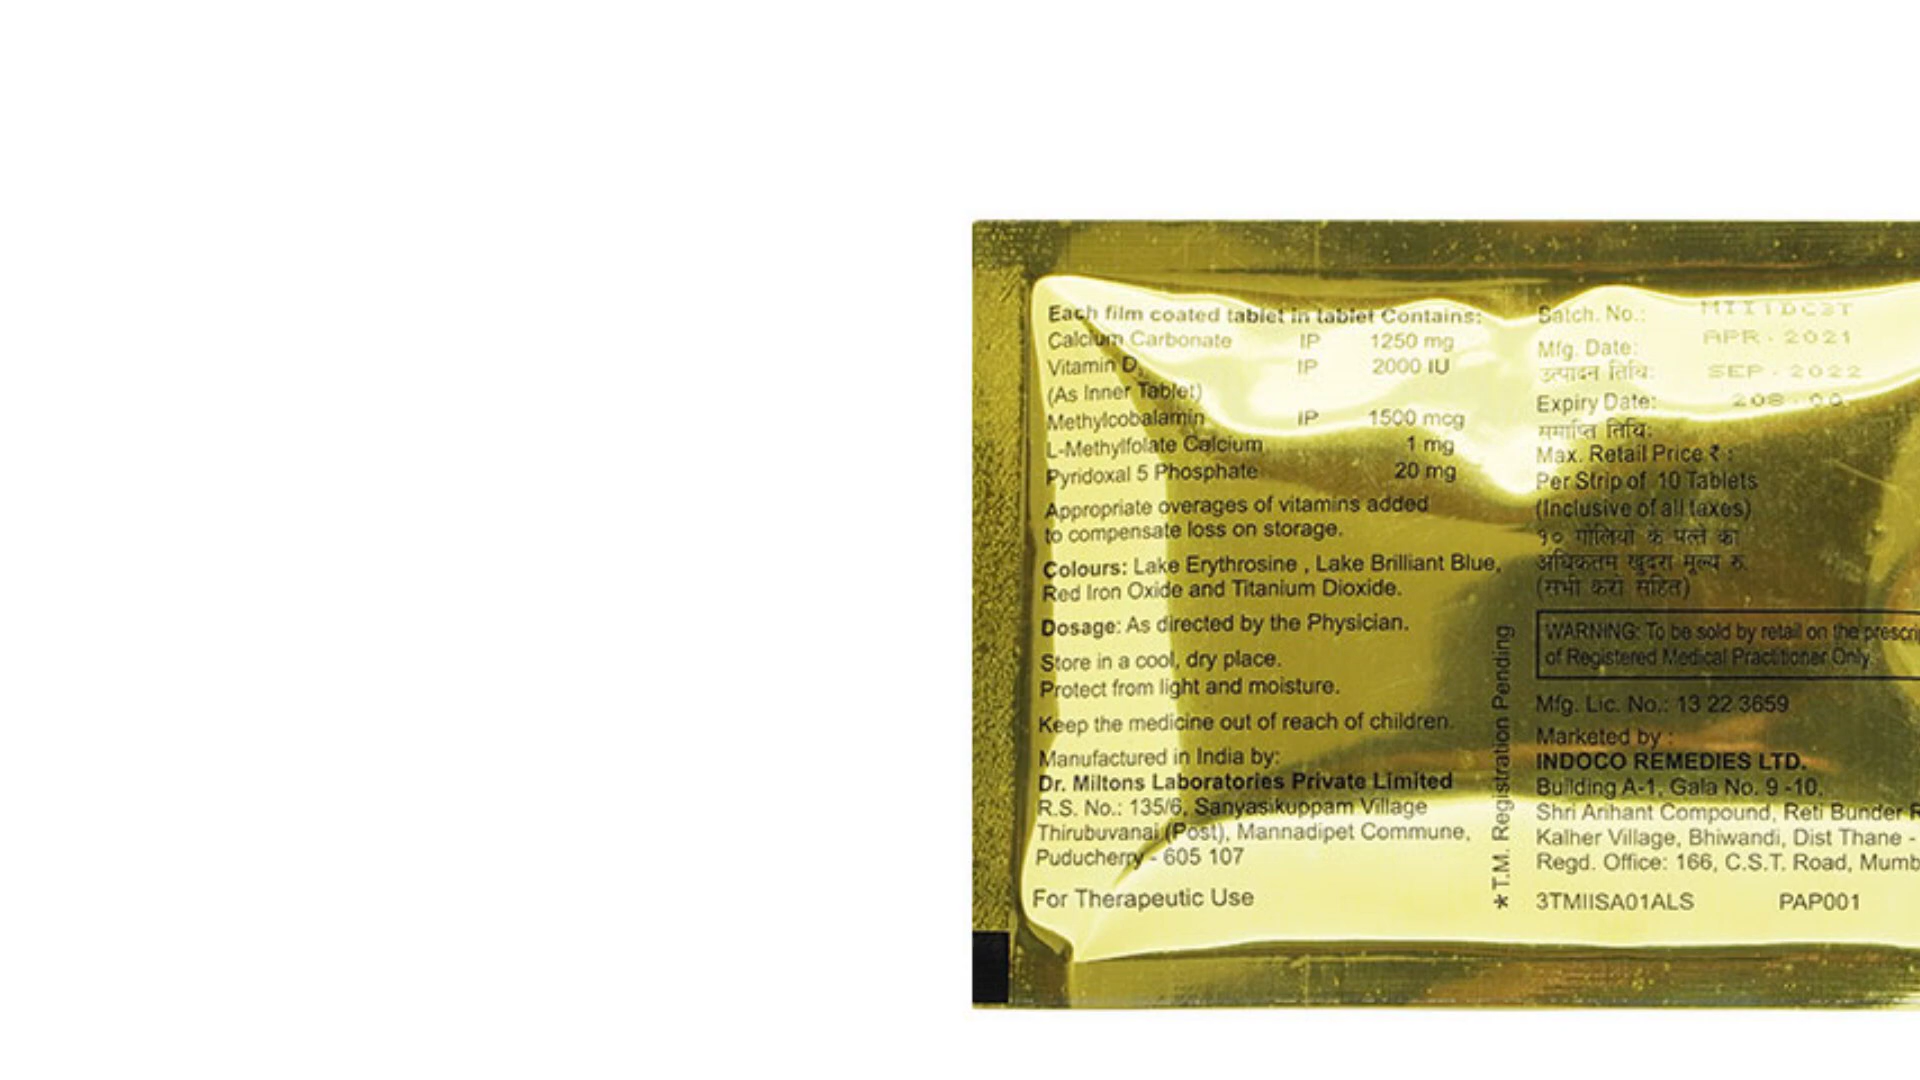 Each film coated tablet in tablet Contains:
Calcium Carbonate IP 1250 mg
Vitamin D IP 2000 IU
(As Inner Tablet)
Methylcobalamin IP 1500 mcg
L-Methylfolate Calcium 1 mg
Pyridoxal 5 Phosphate 20 mg
Appropriate overages of vitamins added
to compensate loss on storage.
Colours: Lake Erythrosine , Lake Brilliant Blue,
Red Iron Oxide and Titanium Dioxide.
Dosage: As directed by the Physician.
Store in a cool, dry place.
Protect from light and moisture.
Keep the medicine out of reach of children.
Manufactured in India by:
Dr. Miltons Laboratories Private Limited
R.S. No.: 135/6, Sanyasikuppam Village
Thirubuvanai (Post), Mannadipet Commune,
Puducherry - 605 107
For Therapeutic Use
* T.M. Registration Pending
Batch. No.:
Mfg. Date: APR - 2021
उत्पादन तिथि: SEP - 2022
Expiry Date:
समाप्ति तिथि:
Max. Retail Price ₹ :
Per Strip of 10 Tablets
(Inclusive of all taxes)
१० गोलियों के पत्ते का
अधिकतम खुदरा मूल्य रु.
(सभी करों सहित)
WARNING: To be sold by retail on the
of Registered Medical Practitioner Only
Mfg. Lic. No.: 13 22 3659
Marketed by :
INDOCO REMEDIES LTD.
Building A-1, Gala No. 9 -10,
Shri Arihant Compound, Reti Bunder
Kalher Village, Bhiwandi, Dist Thane -
Regd. Office: 166, C.S.T. Road,
3TMIISA01ALS PAP001